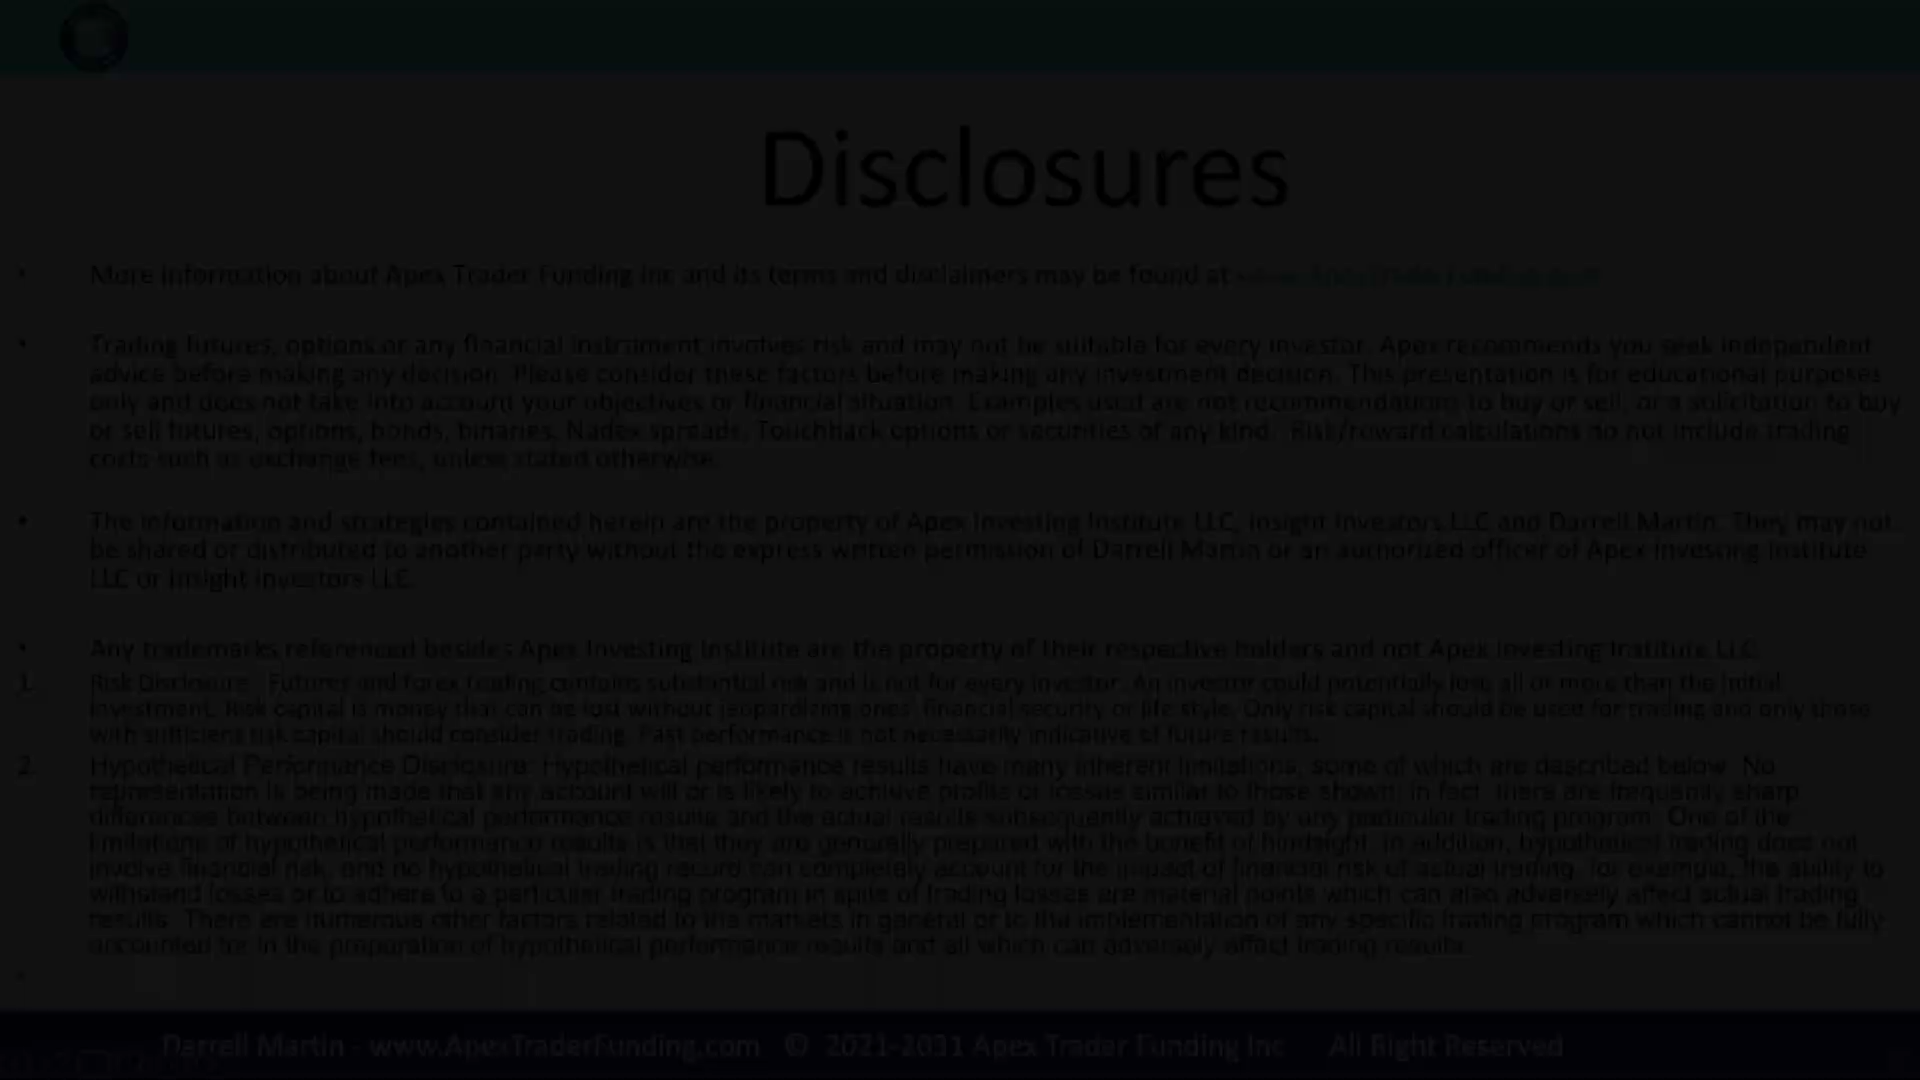 Disclosures
• More information about Apex Trader Funding Inc and its terms and disclaimers may be found at www.ApexTraderFunding.com
• Trading futures, options or any financial instrument involves risk and may not be suitable for every investor. Apex recommends you seek independent
advice before making any decision. Please consider these factors before making any investment decision. This presentation is for educational purposes
only and does not take into account your objectives or financial situation. Examples used are not recommendations to buy or sell, or a solicitation to buy
or sell futures, options, bonds, binaries, Nadex spreads, Touchback options or securities of any kind. Risk/reward calculations do not include trading
costs such as exchange fees, unless stated otherwise.
• The information and strategies contained herein are the property of Apex Investing Institute LLC, Insight Investors LLC and Darrell Martin. They may not
be shared or distributed to another party without the express written permission of Darrell Martin or an authorized officer of Apex Investing Institute
LLC or Insight Investors LLC.
• Any trademarks referenced besides Apex Investing Institute are the property of their respective holders and not Apex Investing Institute LLC.
1. Risk Disclosure: Futures and forex trading contains substantial risk and is not for every investor. An investor could potentially lose all or more than the initial
investment. Risk capital is money that can be lost without jeopardizing ones' financial security or life style. Only risk capital should be used for trading and only those
with sufficient risk capital should consider trading. Past performance is not necessarily indicative of future results.
2. Hypothetical Performance Disclosure: Hypothetical performance results have many inherent limitations, some of which are described below. No
representation is being made that any account will or is likely to achieve profits or losses similar to those shown; in fact, there are frequently sharp
differences between hypothetical performance results and the actual results subsequently achieved by any particular trading program. One of the
limitations of hypothetical performance results is that they are generally prepared with the benefit of hindsight. In addition, hypothetical trading does not
involve financial risk, and no hypothetical trading record can completely account for the impact of financial risk of actual trading. for example, the ability to
withstand losses or to adhere to a particular trading program in spite of trading losses are material points which can also adversely affect actual trading
results. There are numerous other factors related to the markets in general or to the implementation of any specific trading program which cannot be fully
accounted for in the preparation of hypothetical performance results and all which can adversely affect trading results.
Darrell Martin - www.ApexTraderFunding.com © 2021-2031 Apex Trader Funding Inc All Right Reserved